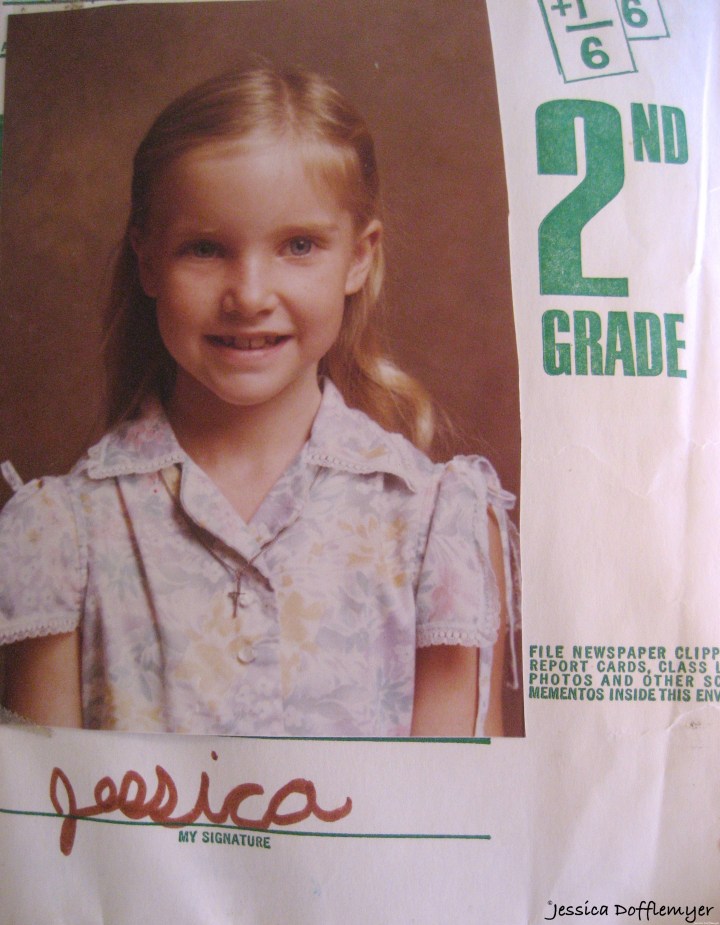 +1 6
6
2ND
GRADE
FILE NEWSPAPER CLIPP
REPORT CARDS, CLASS
PHOTOS AND OTHER SC
MEMENTOS INSIDE THIS ENV
Jessica
MY SIGNATURE
©Jessica Dofflemyer